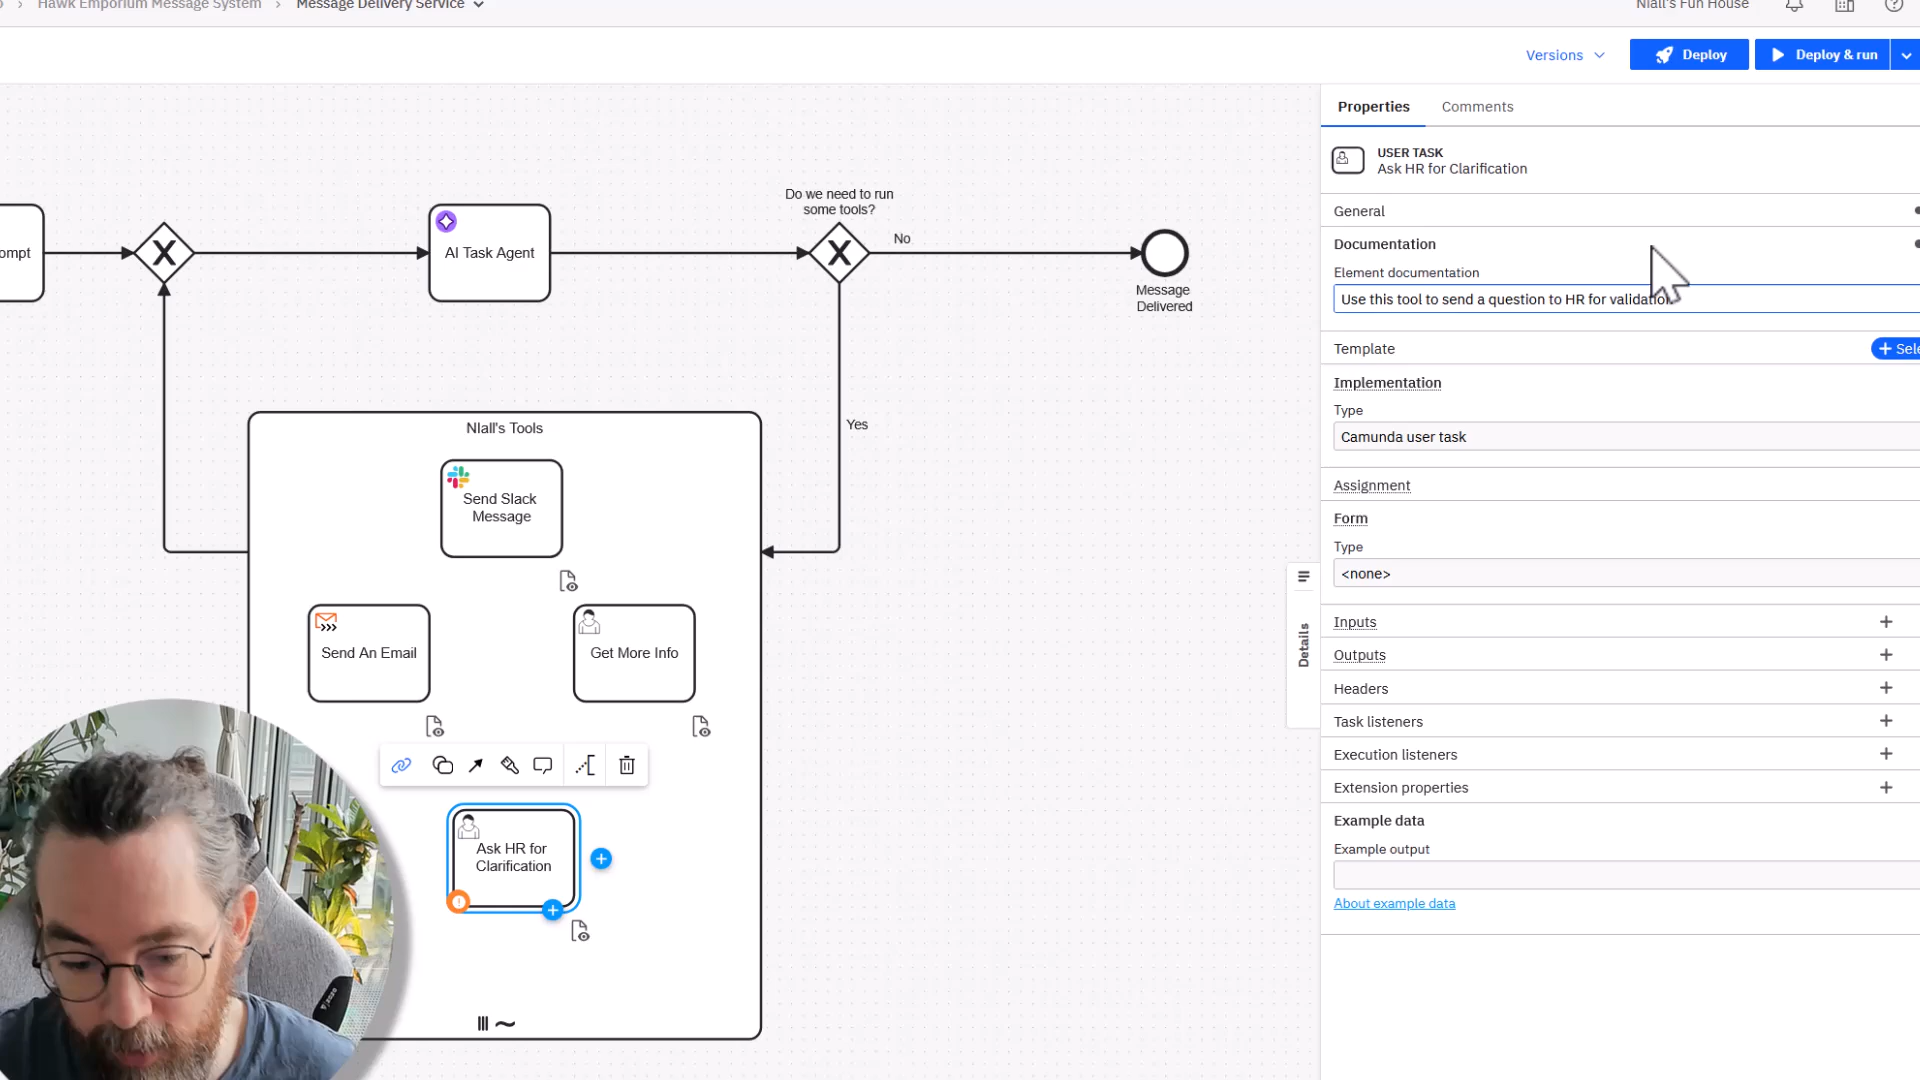 Hawk Emporium Message System
Message Delivery Service
Niall's Fun House
Versions
Deploy
Deploy & run
Properties
Comments
USER TASK
Ask HR for Clarification
General
Documentation
Element documentation
Use this tool to send a question to HR for validation.
Template
Implementation
Type
Camunda user task
Assignment
Form
Type
<none>
Inputs
Outputs
Headers
Task listeners
Execution listeners
Extension properties
Example data
Example output
About example data
Details
ompt
AI Task Agent
Do we need to run
some tools?
No
Message
Delivered
Yes
NIall's Tools
Send Slack
Message
Send An Email
Get More Info
Ask HR for
Clarification